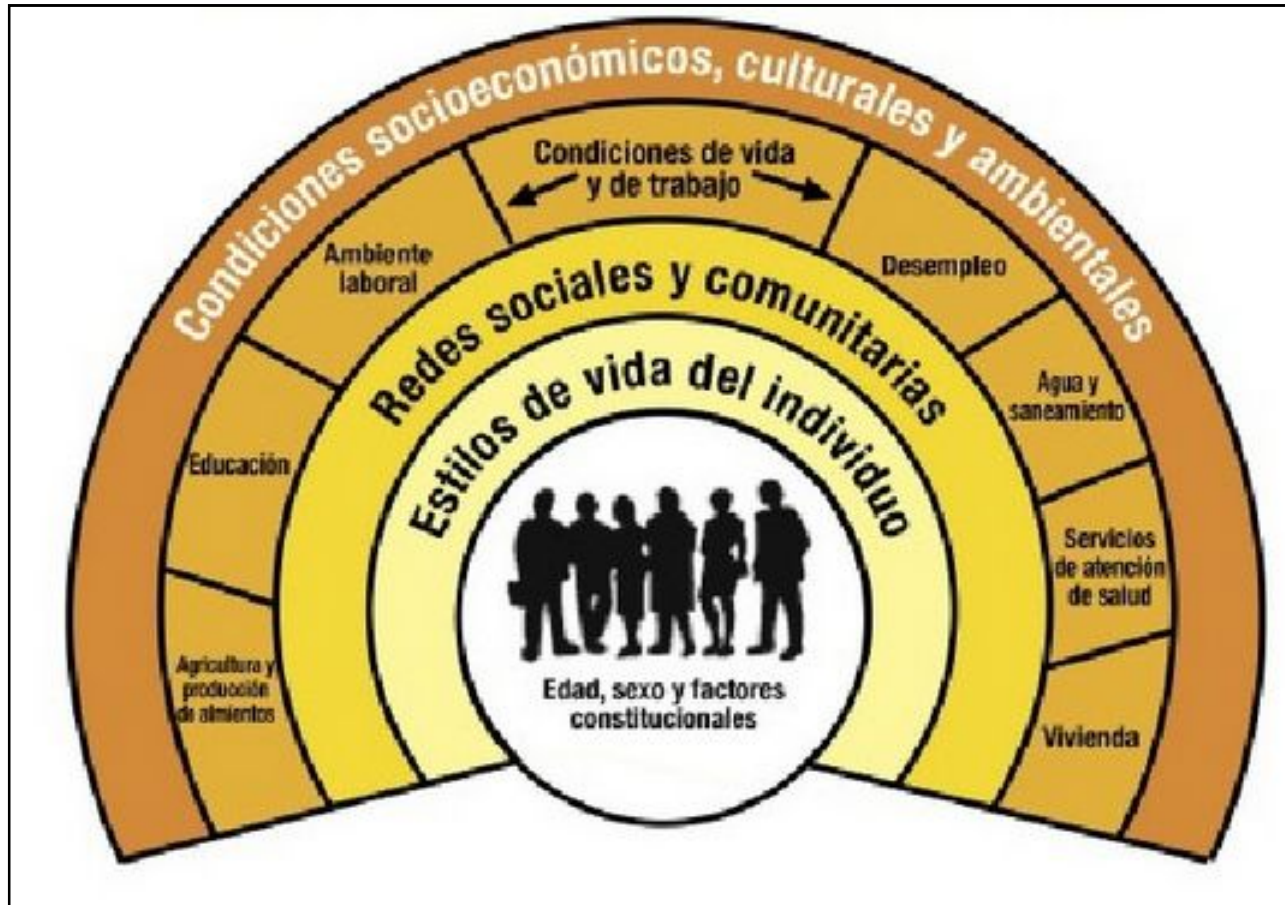 Condiciones socioeconómicos, culturales y ambientales
Condiciones de vida
y de trabajo
Ambiente
laboral
Desempleo
Educación
Agua y
saneamiento
Agricultura y
producción
de almientos
Servicios
de atención
de salud
Vivienda
Redes sociales y comunitarias
Estilos de vida del individuo
Edad, sexo y factores
constitucionales